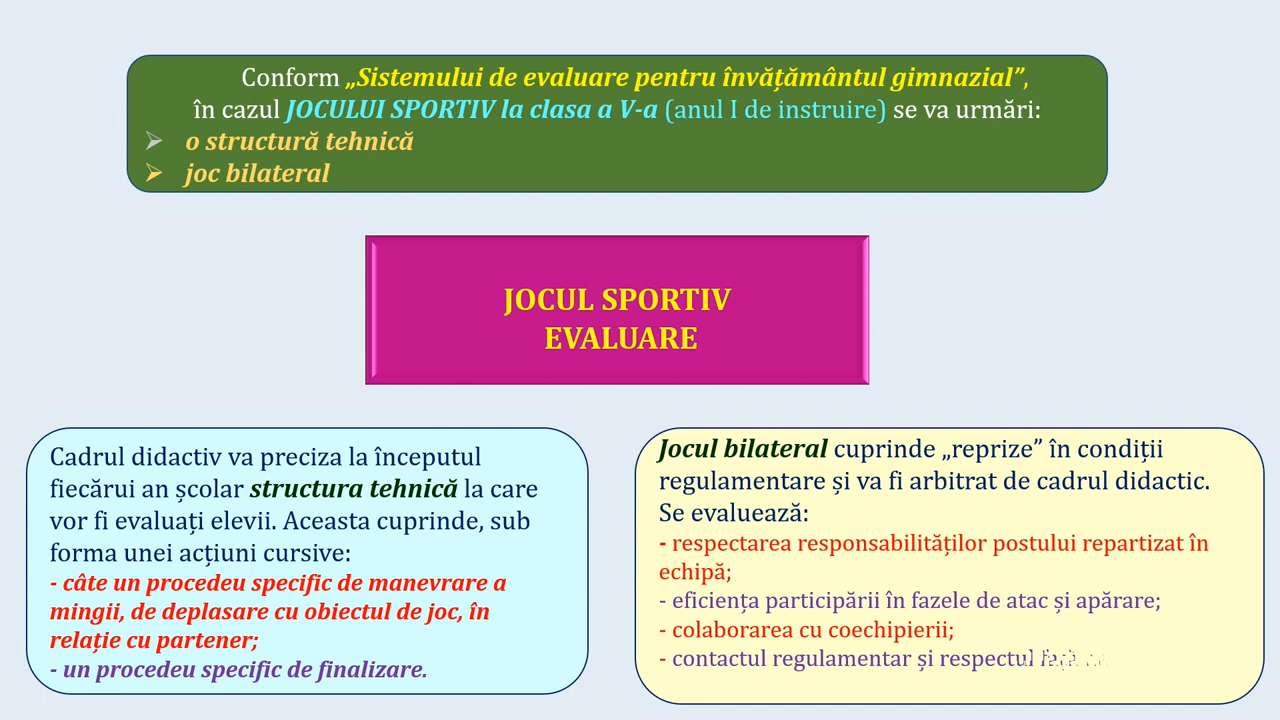 Conform „Sistemului de evaluare pentru învățământul gimnazial”,
în cazul JOCULUI SPORTIV la clasa a V-a (anul I de instruire) se va urmări:
➢ o structură tehnică
➢ joc bilateral
JOCUL SPORTIV
EVALUARE
Cadrul didactiv va preciza la începutul
fiecărui an școlar structura tehnică la care
vor fi evaluați elevii. Aceasta cuprinde, sub
forma unei acțiuni cursive:
- câte un procedeu specific de manevrare a
mingii, de deplasare cu obiectul de joc, în
relație cu partener;
- un procedeu specific de finalizare.
Jocul bilateral cuprinde „reprize” în condiții
regulamentare și va fi arbitrat de cadrul didactic.
Se evaluează:
- respectarea responsabilităților postului repartizat în
echipă;
- eficiența participării în fazele de atac și apărare;
- colaborarea cu coechipierii;
- contactul regulamentar și respectul